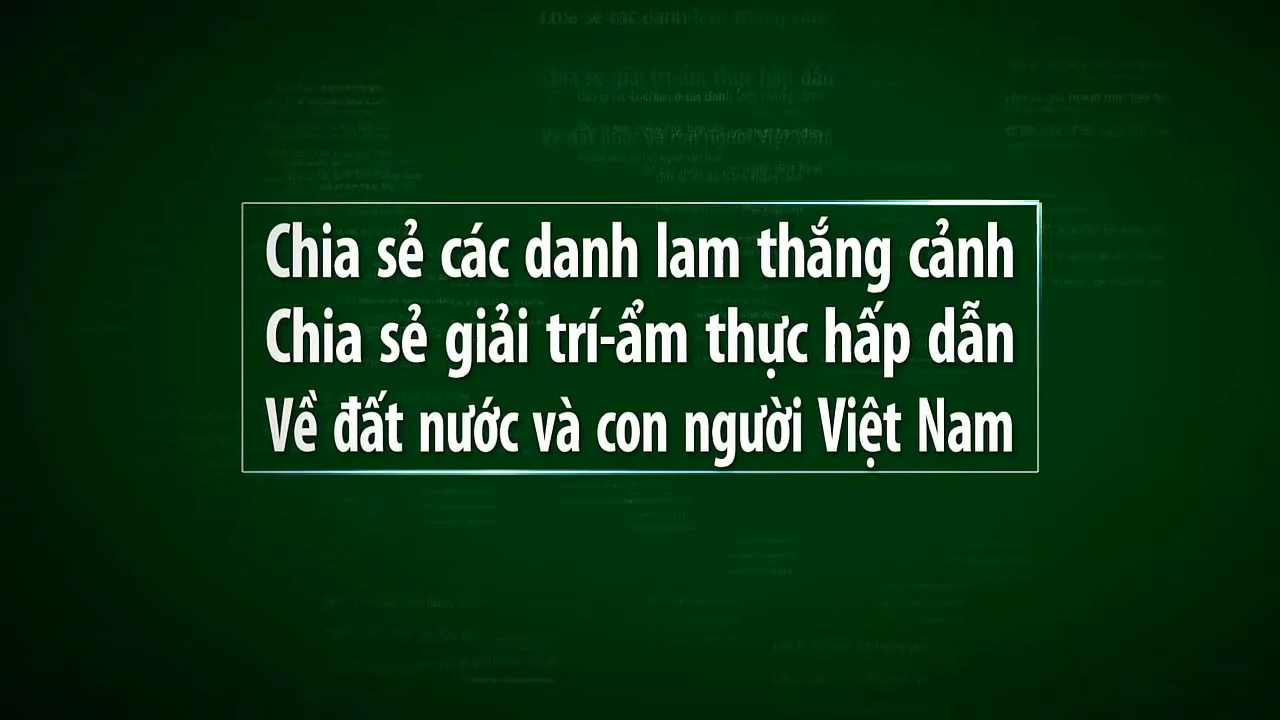 Chia sẻ các danh lam thắng cảnh
Chia sẻ giải trí-ẩm thực hấp dẫn
Về đất nước và con người Việt Nam